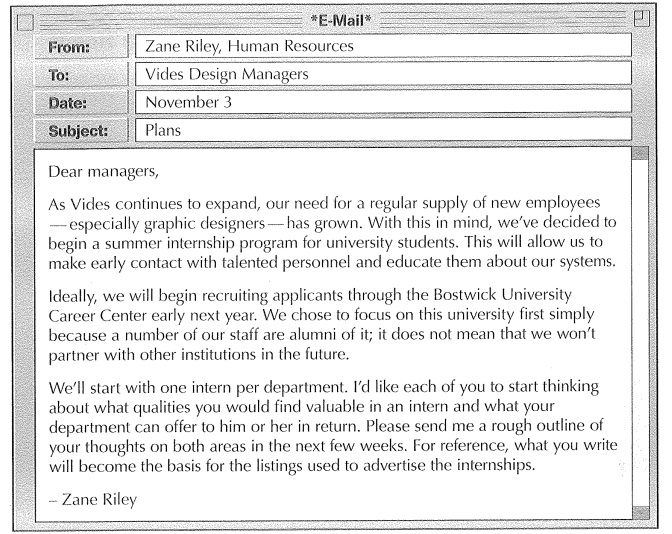 *E-Mail*
From: Zane Riley, Human Resources
To: Vides Design Managers
Date: November 3
Subject: Plans
Dear managers,
As Vides continues to expand, our need for a regular supply of new employees
—especially graphic designers—has grown. With this in mind, we've decided to
begin a summer internship program for university students. This will allow us to
make early contact with talented personnel and educate them about our systems.
Ideally, we will begin recruiting applicants through the Bostwick University
Career Center early next year. We chose to focus on this university first simply
because a number of our staff are alumni of it; it does not mean that we won't
partner with other institutions in the future.
We'll start with one intern per department. I'd like each of you to start thinking
about what qualities you would find valuable in an intern and what your
department can offer to him or her in return. Please send me a rough outline of
your thoughts on both areas in the next few weeks. For reference, what you write
will become the basis for the listings used to advertise the internships.
– Zane Riley